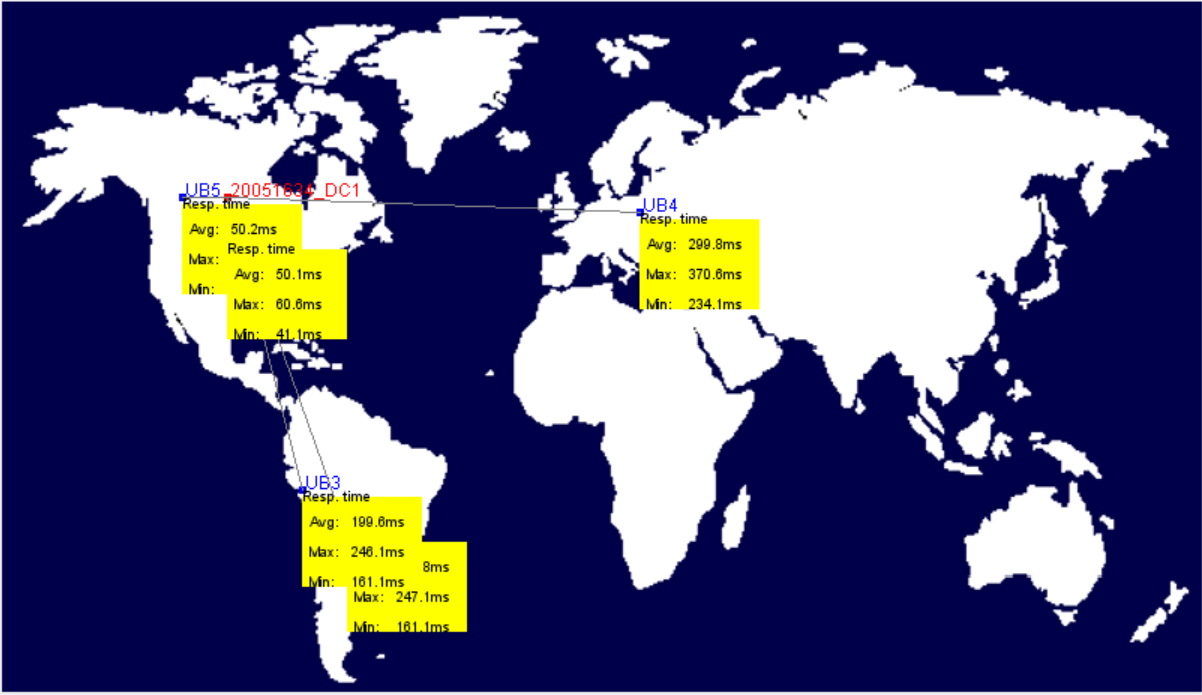 UB5
20051634_DC1
Resp. time
Avg: 50.2ms
Max:
Min:
Resp. time
Avg: 50.1ms
Max: 60.6ms
Min: 41.1ms
UB4
Resp. time
Avg: 299.8ms
Max: 370.6ms
Min: 234.1ms
UB3
Resp. time
Avg: 199.6ms
Max: 246.1ms
Min: 161.1ms
8ms
Max: 247.1ms
Min: 161.1ms